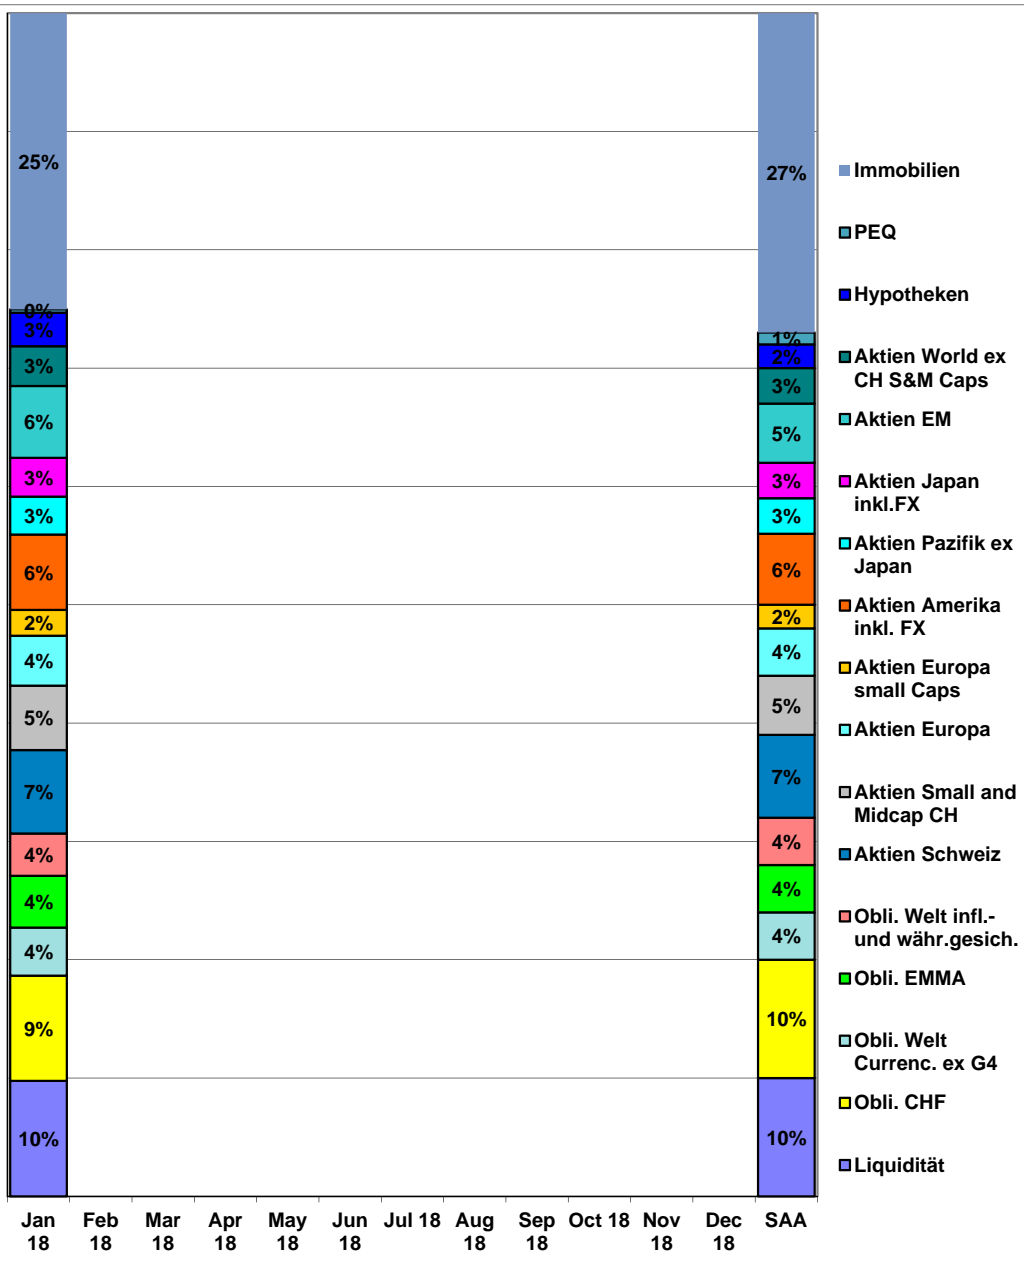 25%
0%
3%
3%
6%
3%
3%
6%
2%
4%
5%
7%
4%
4%
4%
9%
10%
27%
1%
2%
3%
5%
3%
3%
6%
2%
4%
5%
7%
4%
4%
4%
10%
10%
Immobilien
PEQ
Hypotheken
Aktien World ex
CH S&M Caps
Aktien EM
Aktien Japan
inkl.FX
Aktien Pazifik ex
Japan
Aktien Amerika
inkl. FX
Aktien Europa
small Caps
Aktien Europa
Aktien Small and
Midcap CH
Aktien Schweiz
Obli. Welt infl.-
und währ.gesich.
Obli. EMMA
Obli. Welt
Currenc. ex G4
Obli. CHF
Liquidität
Jan Feb Mar Apr May Jun Jul 18 Aug Sep Oct 18 Nov Dec SAA
18 18 18 18 18 18 18 18 18 18